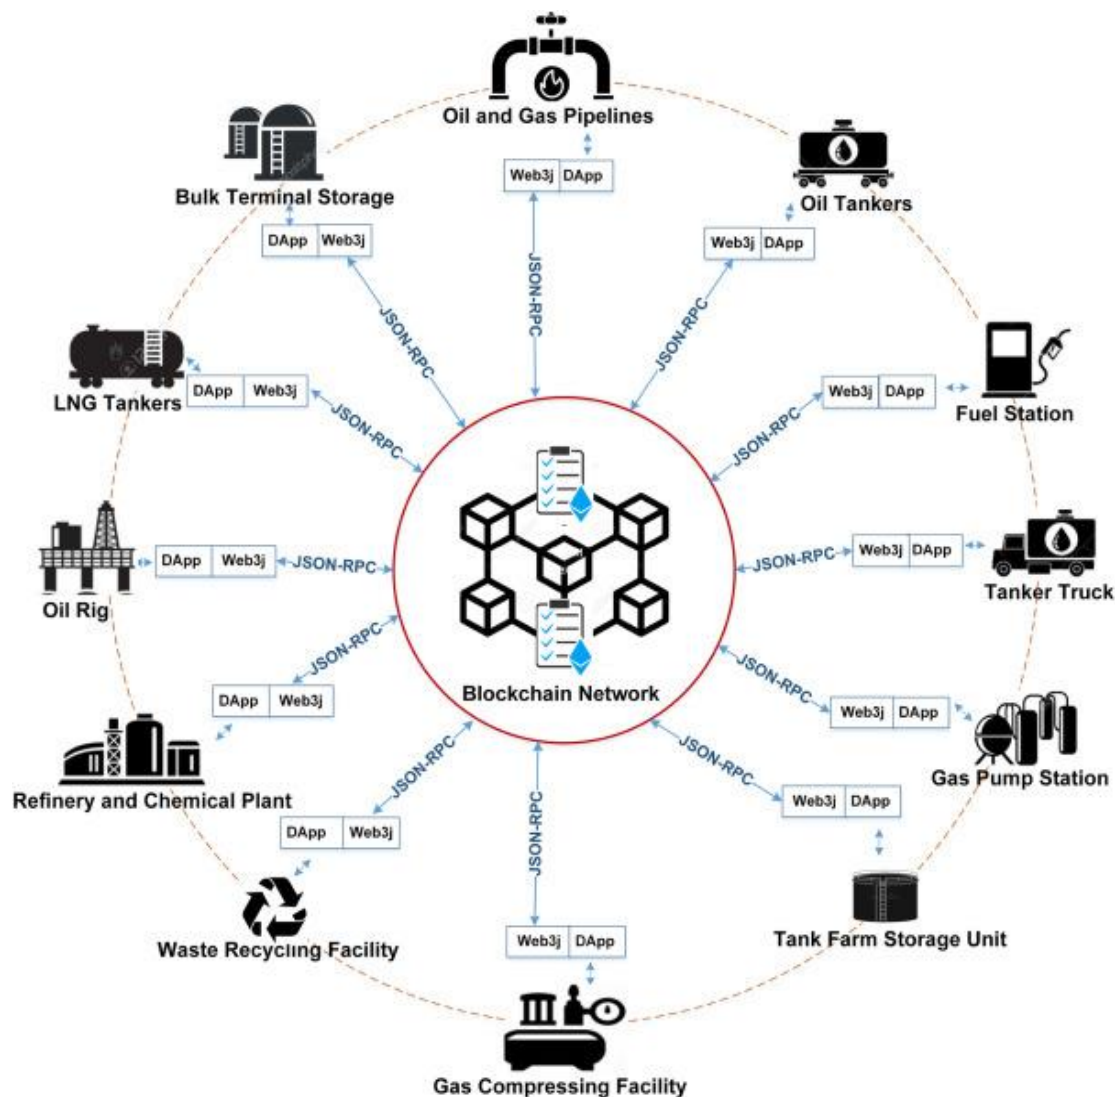 Oil and Gas Pipelines
Web3j DApp
JSON-RPC
Oil Tankers
Web3j DApp
JSON-RPC
Fuel Station
Web3j DApp
JSON-RPC
Tanker Truck
Web3j DApp
JSON-RPC
Gas Pump Station
Web3j DApp
JSON-RPC
Tank Farm Storage Unit
Web3j DApp
JSON-RPC
Gas Compressing Facility
Web3j DApp
JSON-RPC
Waste Recycling Facility
DApp Web3j
JSON-RPC
Refinery and Chemical Plant
DApp Web3j
JSON-RPC
Oil Rig
DApp Web3j
JSON-RPC
LNG Tankers
DApp Web3j
JSON-RPC
Bulk Terminal Storage
DApp Web3j
JSON-RPC
Blockchain Network